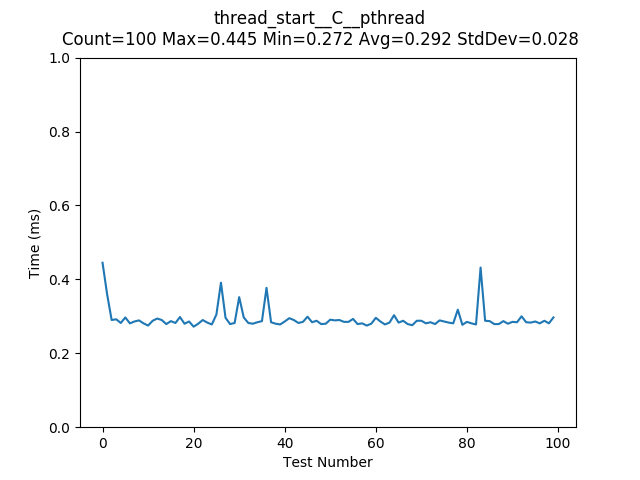 thread_start__C__pthread
Count=100 Max=0.445 Min=0.272 Avg=0.292 StdDev=0.028
1.0
0.8
0.6
0.4
0.2
0.0
Time (ms)
0 20 40 60 80 100
Test Number